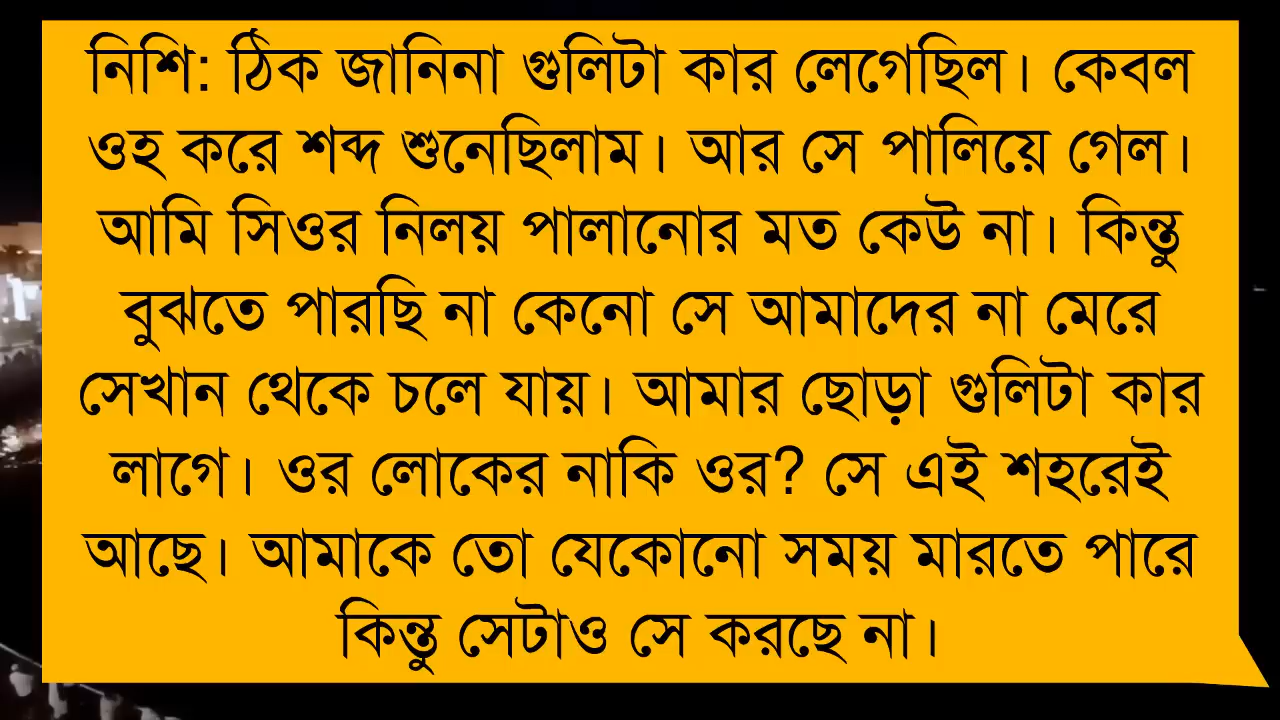 নিশি: ঠিক জানিনা গুলিটা কার লেগেছিল। কেবল
ওহ করে শব্দ শুনেছিলাম। আর সে পালিয়ে গেল।
আমি সিওর নিলয় পালানোর মত কেউ না। কিন্তু
বুঝতে পারছি না কেনো সে আমাদের না মেরে
সেখান থেকে চলে যায়। আমার ছোড়া গুলিটা কার
লাগে। ওর লোকের নাকি ওর? সে এই শহরেই
আছে। আমাকে তো যেকোনো সময় মারতে পারে
কিন্তু সেটাও সে করছে না।